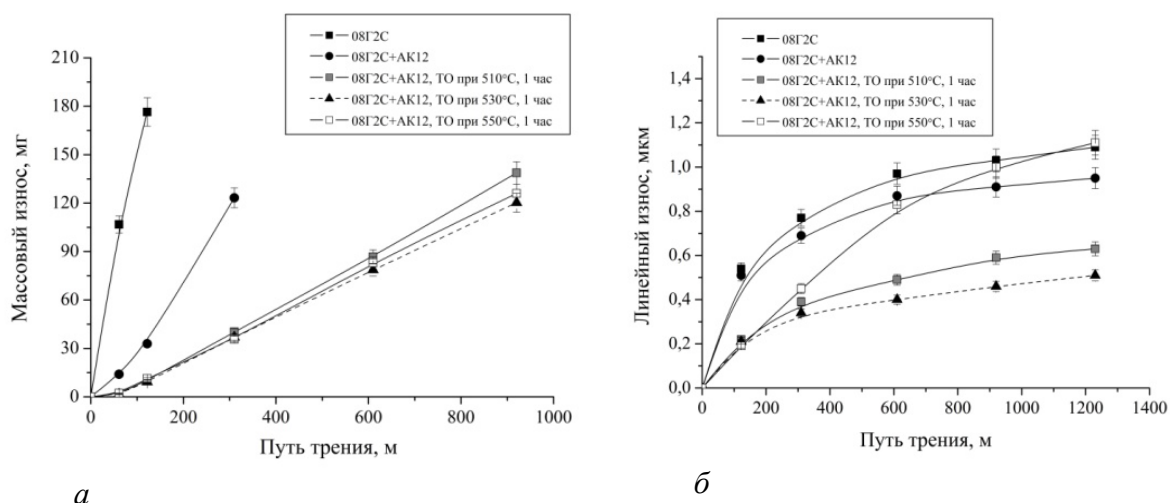 08Г2С
08Г2С+АК12
08Г2С+АК12, ТО при 510°С, 1 час
08Г2С+АК12, ТО при 530°С, 1 час
08Г2С+АК12, ТО при 550°С, 1 час
Массовый износ, мг
210
180
150
120
90
60
30
0
0
200
400
600
800
1000
Путь трения, м
а
08Г2С
08Г2С+АК12
08Г2С+АК12, ТО при 510°С, 1 час
08Г2С+АК12, ТО при 530°С, 1 час
08Г2С+АК12, ТО при 550°С, 1 час
Линейный износ, мкм
1,4
1,2
1,0
0,8
0,6
0,4
0,2
0,0
0
200
400
600
800
1000
1200
1400
Путь трения, м
б